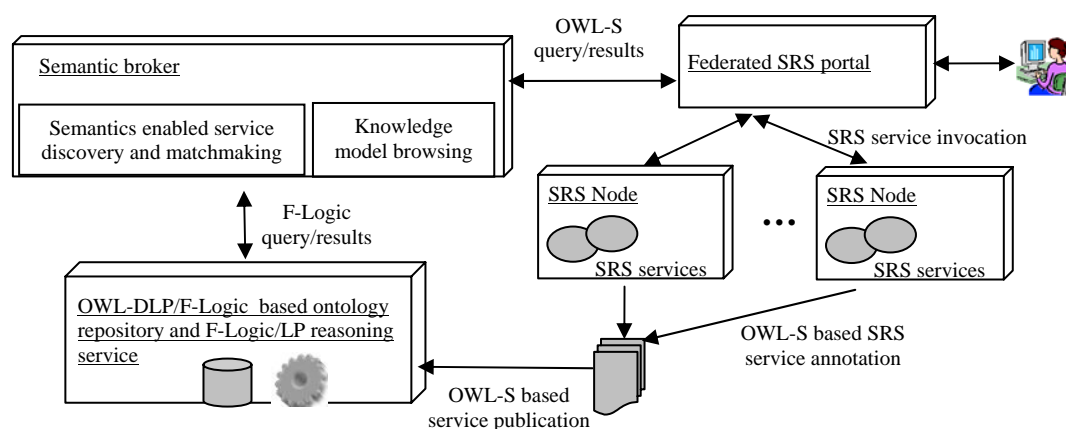 OWL-S
query/results
Semantic broker
Federated SRS portal
Semantics enabled service
discovery and matchmaking
Knowledge
model browsing
SRS service invocation
SRS Node
SRS services
...
SRS Node
SRS services
F-Logic
query/results
OWL-DLP/F-Logic based ontology
repository and F-Logic/LP reasoning
service
OWL-S based SRS
service annotation
OWL-S based
service publication